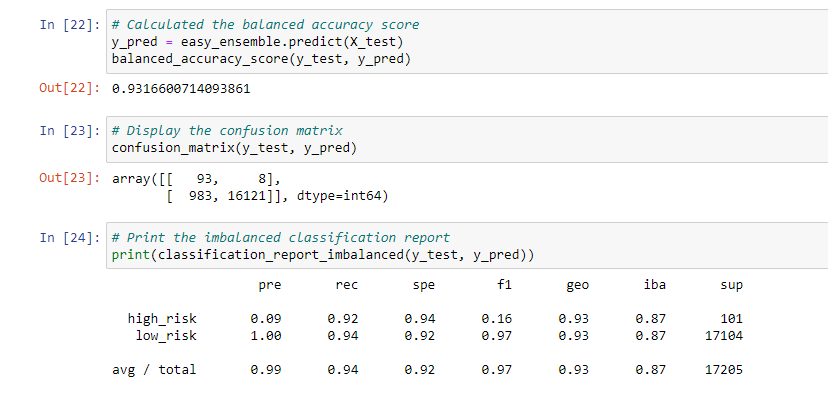 In [22]: # Calculated the balanced accuracy score
y_pred = easy_ensemble.predict(X_test)
balanced_accuracy_score(y_test, y_pred)
Out[22]: 0.9316600714093861
In [23]: # Display the confusion matrix
confusion_matrix(y_test, y_pred)
Out[23]: array([[   93,     8],
       [  983, 16121]], dtype=int64)
In [24]: # Print the imbalanced classification report
print(classification_report_imbalanced(y_test, y_pred))
pre rec spe f1 geo iba sup
high_risk 0.09 0.92 0.94 0.16 0.93 0.87 101
low_risk 1.00 0.94 0.92 0.97 0.93 0.87 17104
avg / total 0.99 0.94 0.92 0.97 0.93 0.87 17205